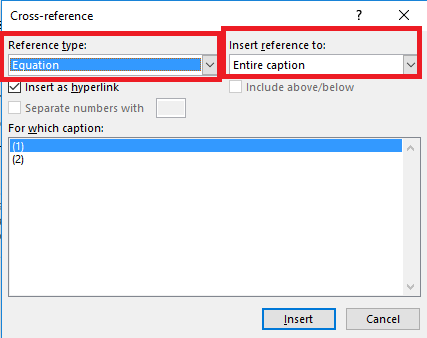 Cross-reference ? ×
Reference type: Insert reference to:
Equation Entire caption
Insert as hyperlink Include above/below
Separate numbers with
For which caption:
(1)
(2)
Insert Cancel